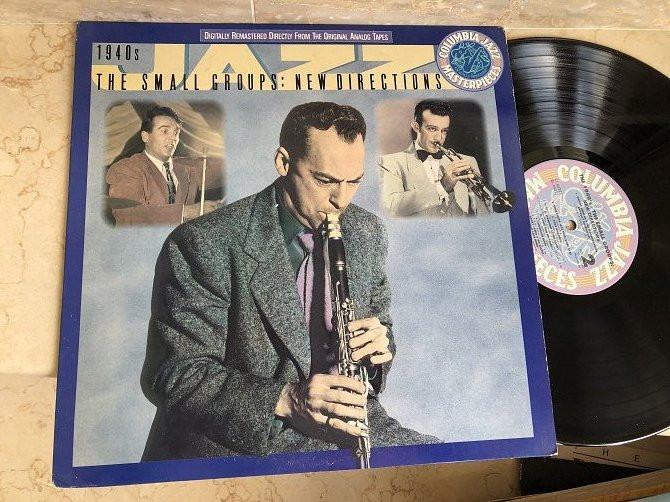 DIGITALLY REMASTERED DIRECTLY FROM THE ORIGINAL ANALOG TAPES
1940s
JAZZ
THE SMALL GROUPS: NEW DIRECTIONS
COLUMBIA JAZZ
MASTERPIECES
COLUMBIA JAZZ
2
H E